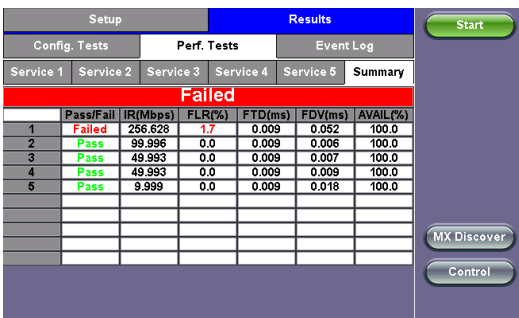 Setup Results
Start
Config. Tests Perf. Tests Event Log
Service 1 Service 2 Service 3 Service 4 Service 5 Summary
Failed
Pass/Fail IR(Mbps) FLR(%) FTD(ms) FDV(ms) AVAIL(%)
1 Failed 256.628 1.7 0.009 0.052 100.0
2 Pass 99.996 0.0 0.009 0.006 100.0
3 Pass 49.993 0.0 0.009 0.007 100.0
4 Pass 49.993 0.0 0.009 0.009 100.0
5 Pass 9.999 0.0 0.009 0.018 100.0
MX Discover
Control